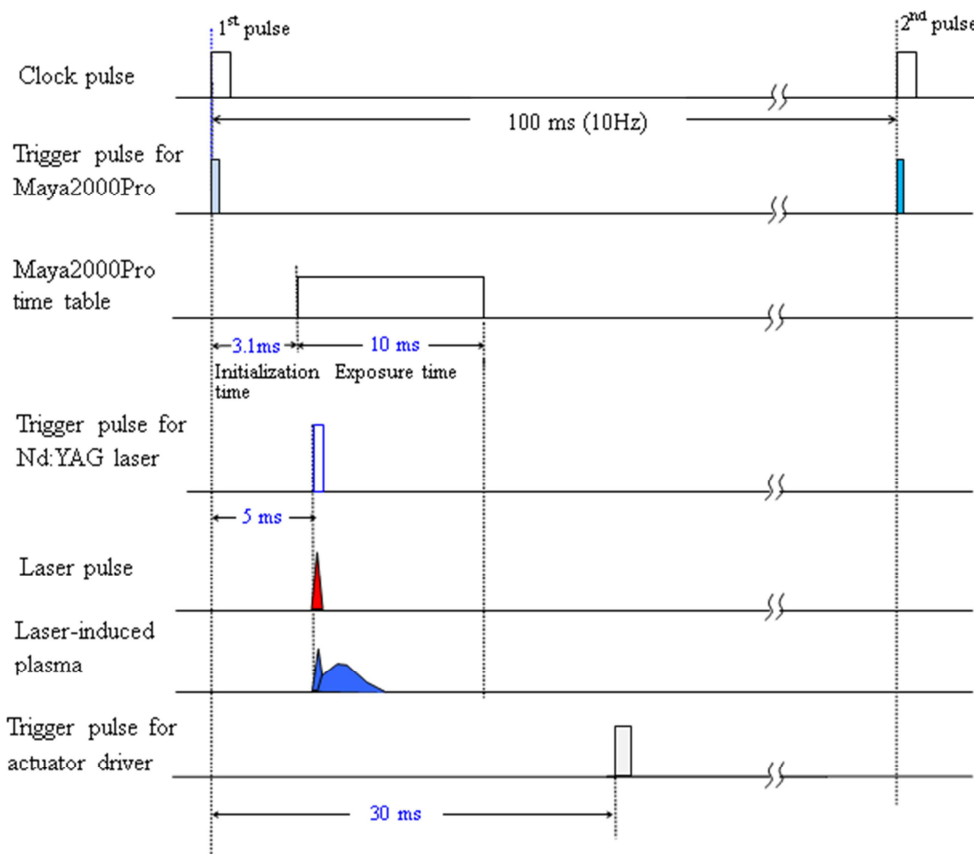 1st pulse
2nd pulse
Clock pulse
100 ms (10Hz)
Trigger pulse for
Maya2000Pro
Maya2000Pro
time table
3.1ms
10 ms
Initialization Exposure time
time
Trigger pulse for
Nd:YAG laser
5 ms
Laser pulse
Laser-induced
plasma
Trigger pulse for
actuator driver
30 ms